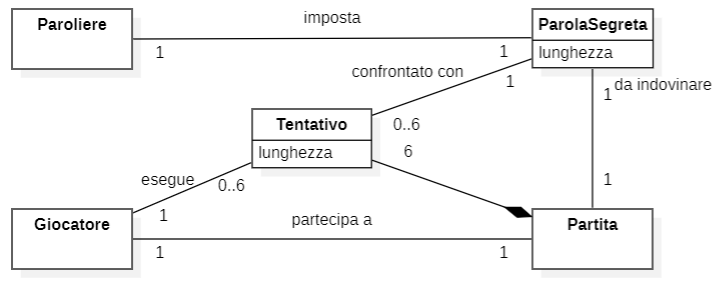 Paroliere
imposta
1
1
ParolaSegreta
lunghezza
confrontato con
1
1
da indovinare
Tentativo
lunghezza
0..6
6
esegue
0..6
1
1
Giocatore
partecipa a
1
1
Partita